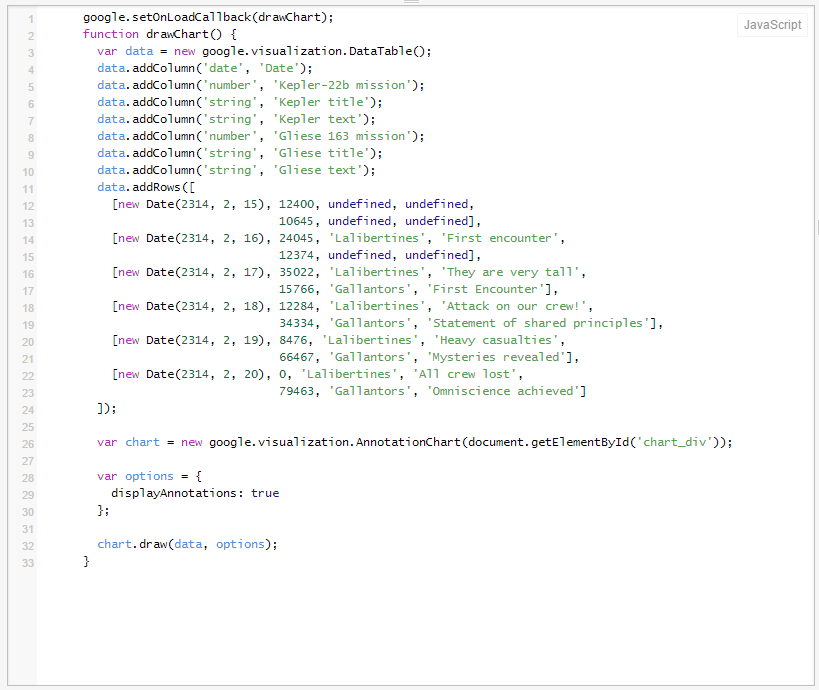 JavaScript
1 google.setOnLoadCallback(drawChart);
2 function drawChart() {
3 var data = new google.visualization.DataTable();
4 data.addColumn('date', 'Date');
5 data.addColumn('number', 'Kepler-22b mission');
6 data.addColumn('string', 'Kepler title');
7 data.addColumn('string', 'Kepler text');
8 data.addColumn('number', 'Gliese 163 mission');
9 data.addColumn('string', 'Gliese title');
10 data.addColumn('string', 'Gliese text');
11 data.addRows([
12 [new Date(2314, 2, 15), 12400, undefined, undefined,
13 10645, undefined, undefined],
14 [new Date(2314, 2, 16), 24045, 'Lalibertines', 'First encounter',
15 12374, undefined, undefined],
16 [new Date(2314, 2, 17), 35022, 'Lalibertines', 'They are very tall',
17 15766, 'Gallantors', 'First Encounter'],
18 [new Date(2314, 2, 18), 12284, 'Lalibertines', 'Attack on our crew!',
19 34334, 'Gallantors', 'Statement of shared principles'],
20 [new Date(2314, 2, 19), 8476, 'Lalibertines', 'Heavy casualties',
21 66467, 'Gallantors', 'Mysteries revealed'],
22 [new Date(2314, 2, 20), 0, 'Lalibertines', 'All crew lost',
23 79463, 'Gallantors', 'Omniscience achieved']
24 ]);
25
26 var chart = new google.visualization.AnnotationChart(document.getElementById('chart_div'));
27
28 var options = {
29 displayAnnotations: true
30 };
31
32 chart.draw(data, options);
33 }